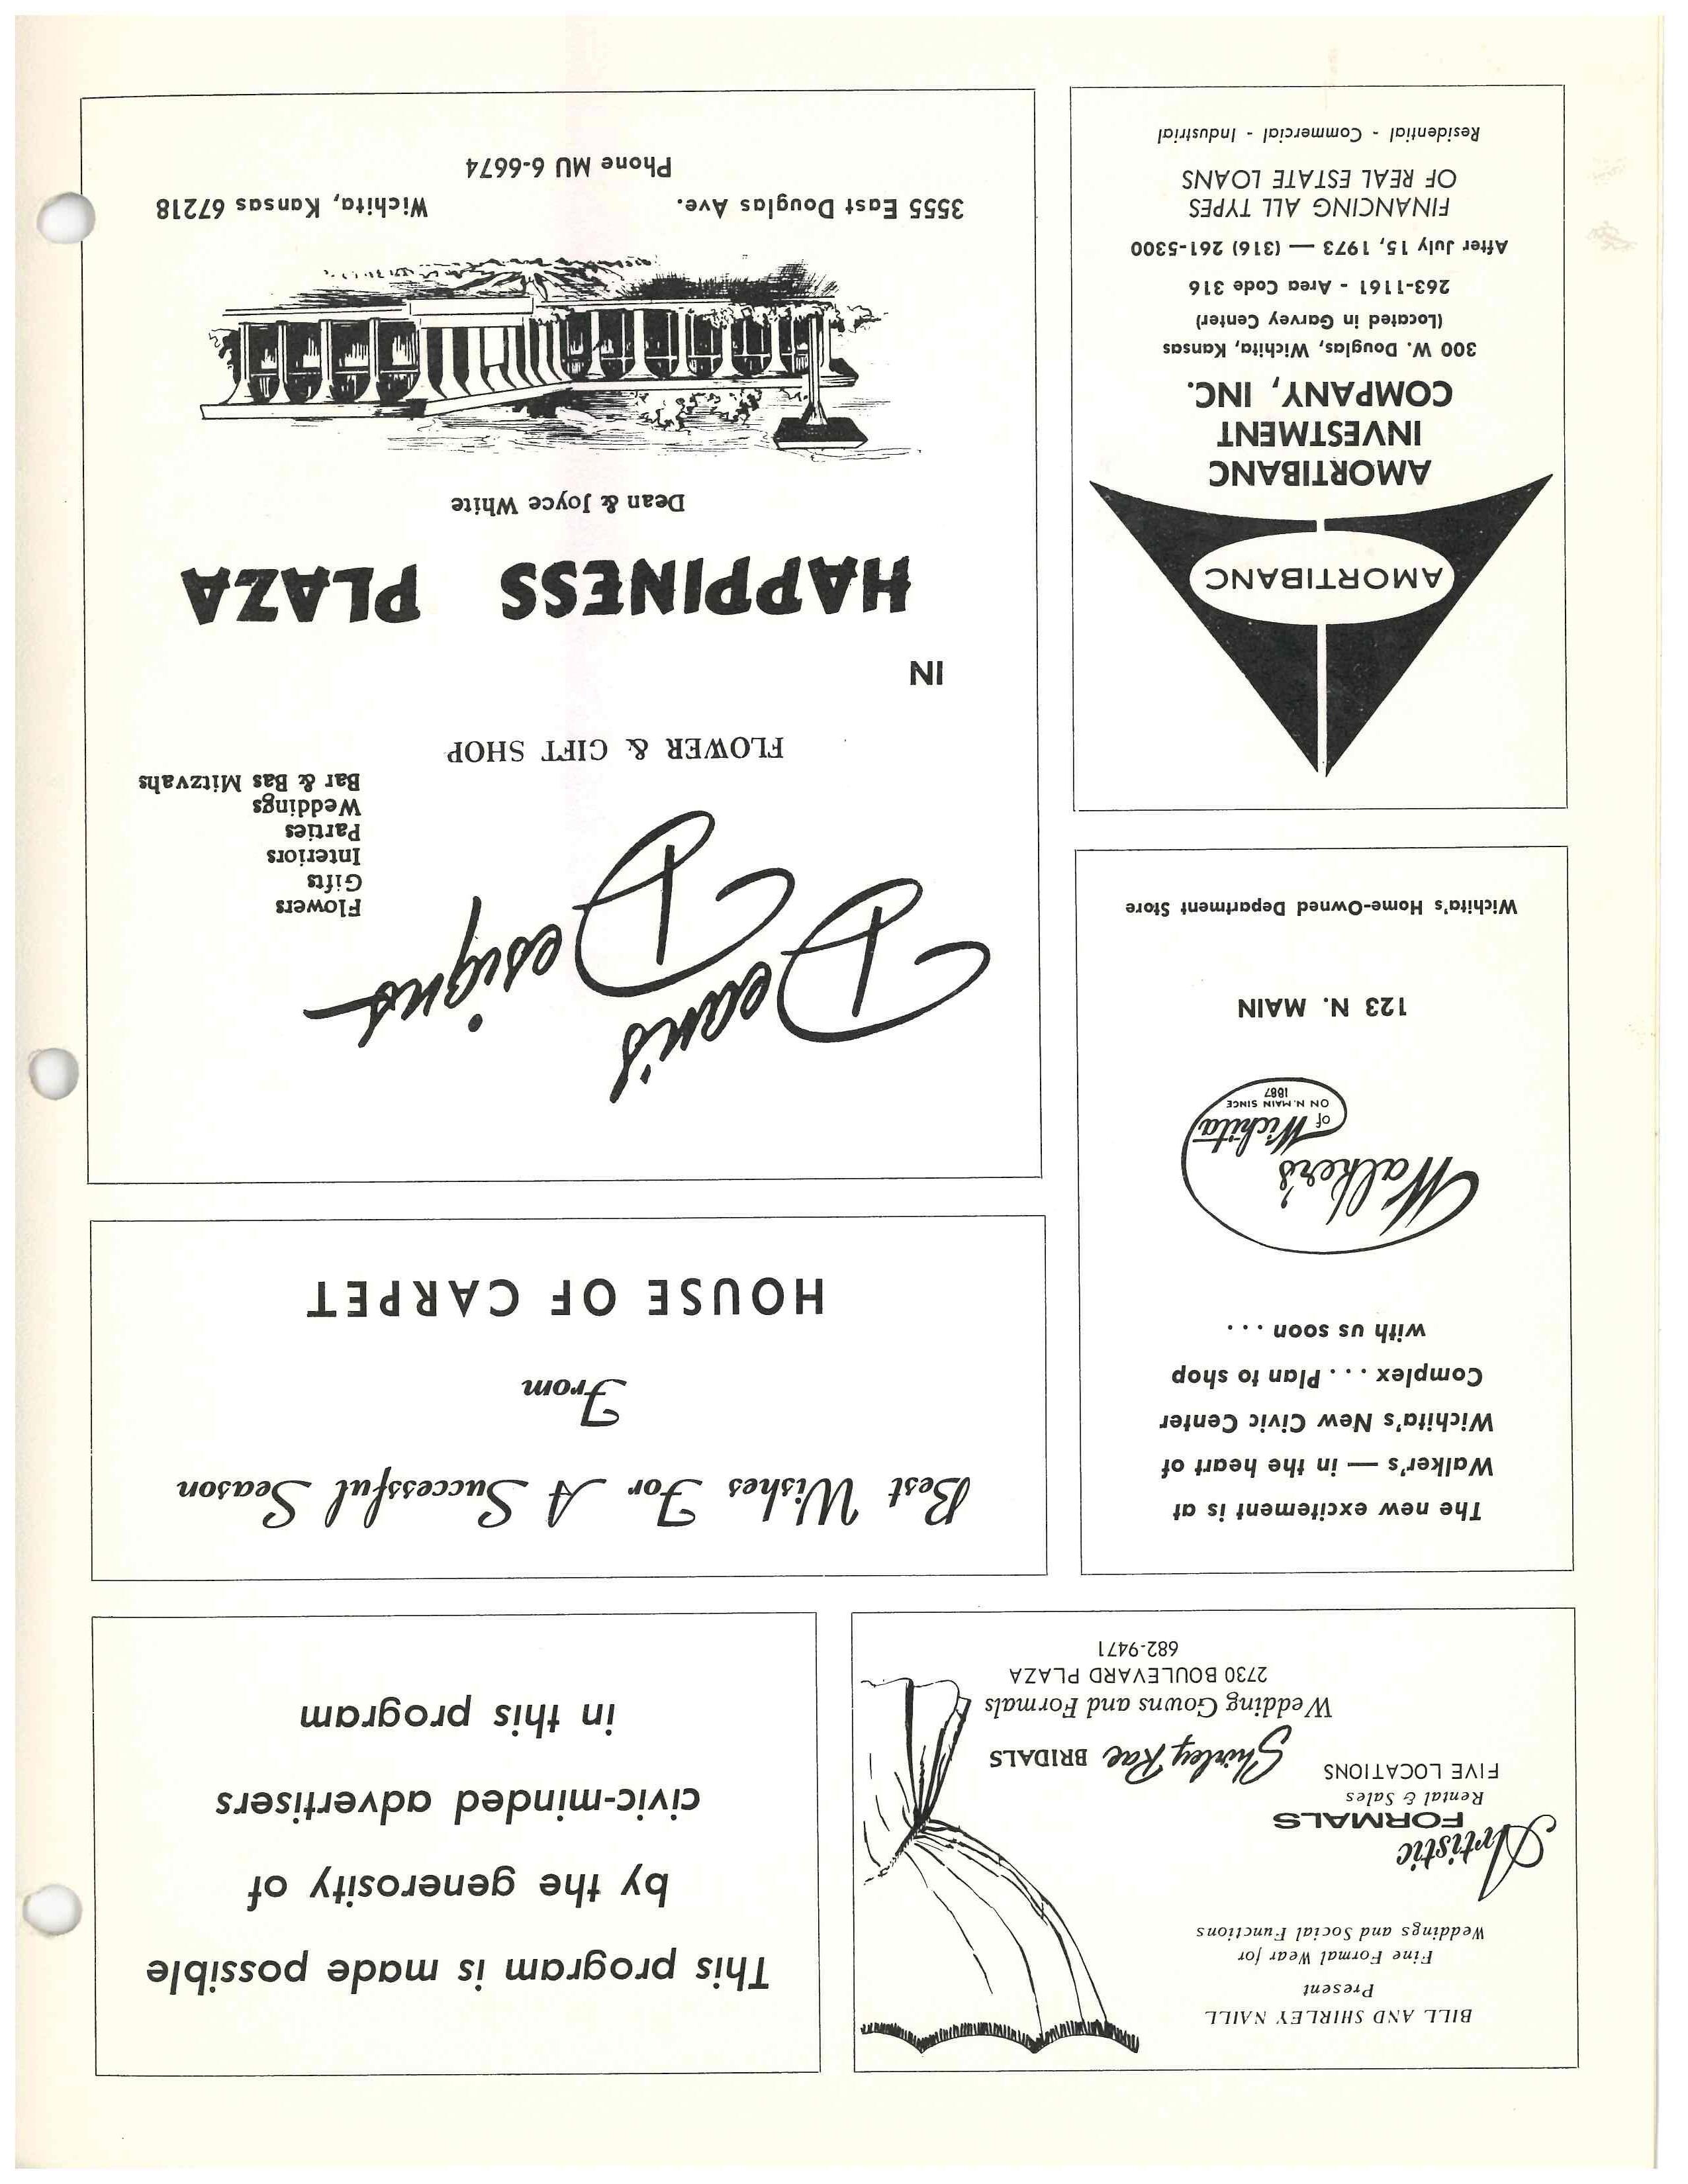 BILL AND SHIRLEY NAILL
Present
Fine Formal Wear for
Weddings and Social Functions
Artistic
FORMALS
Rental & Sales
FIVE LOCATIONS
Shirley Rae BRIDALS
Wedding Gowns and Formals
2730 BOULEVARD PLAZA
682-9471
This program is made possible
by the generosity of
civic-minded advertisers
in this program
The new excitement is at
Walker's — in the heart of
Wichita's New Civic Center
Complex . . . . Plan to shop
with us soon . . .
Walker's
of Wichita
ON N. MAIN SINCE
1887
123 N. MAIN
Wichita's Home-Owned Department Store
Best Wishes For A Successful Season
From
HOUSE OF CARPET
AMORTIBANC
AMORTIBANC
INVESTMENT
COMPANY, INC.
300 W. Douglas, Wichita, Kansas
(Located in Garvey Center)
263-1161 - Area Code 316
After July 15, 1973 — (316) 261-5300
FINANCING ALL TYPES
OF REAL ESTATE LOANS
Residential - Commercial - Industrial
Dean's Designs
Flowers
Gifts
Interiors
Parties
Weddings
Bar & Bas Mitzvahs
FLOWER & GIFT SHOP
IN
HAPPINESS PLAZA
Dean & Joyce White
3555 East Douglas Ave. Wichita, Kansas 67218
Phone MU 6-6674